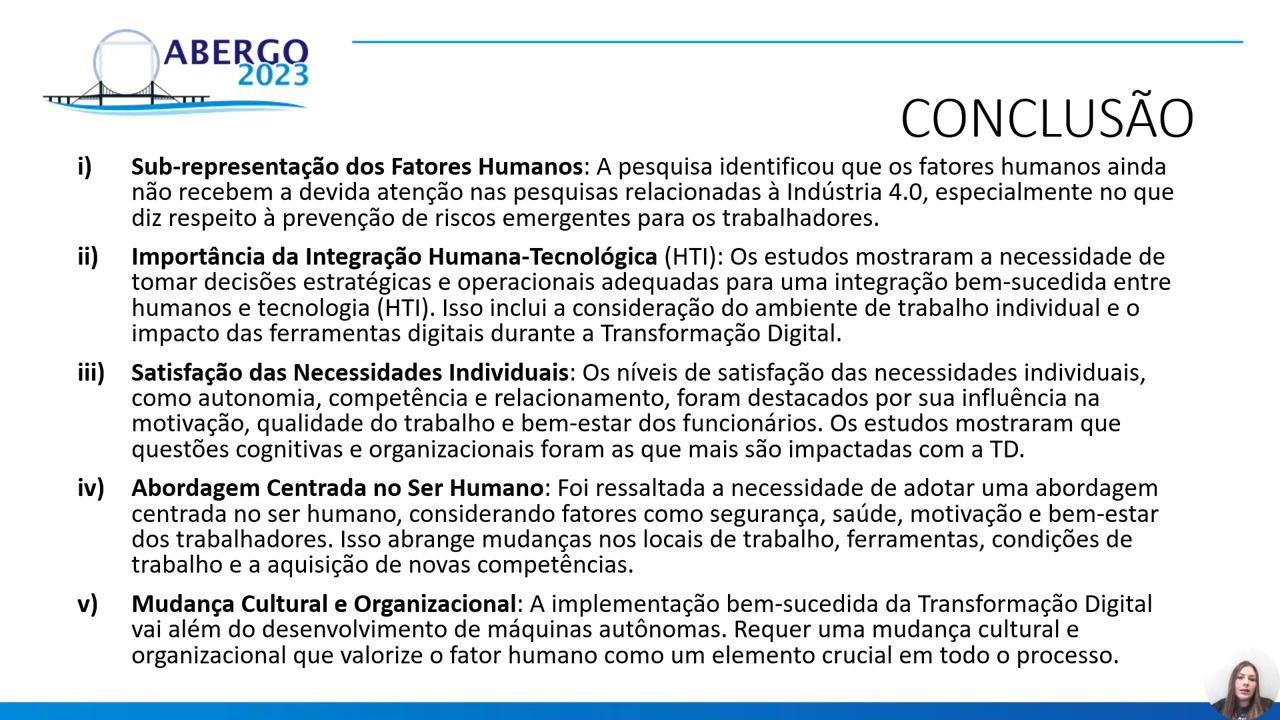 ABERGO
2023
CONCLUSÃO
i) Sub-representação dos Fatores Humanos: A pesquisa identificou que os fatores humanos ainda
não recebem a devida atenção nas pesquisas relacionadas à Indústria 4.0, especialmente no que
diz respeito à prevenção de riscos emergentes para os trabalhadores.
ii) Importância da Integração Humana-Tecnológica (HTI): Os estudos mostraram a necessidade de
tomar decisões estratégicas e operacionais adequadas para uma integração bem-sucedida entre
humanos e tecnologia (HTI). Isso inclui a consideração do ambiente de trabalho individual e o
impacto das ferramentas digitais durante a Transformação Digital.
iii) Satisfação das Necessidades Individuais: Os níveis de satisfação das necessidades individuais,
como autonomia, competência e relacionamento, foram destacados por sua influência na
motivação, qualidade do trabalho e bem-estar dos funcionários. Os estudos mostraram que
questões cognitivas e organizacionais foram as que mais são impactadas com a TD.
iv) Abordagem Centrada no Ser Humano: Foi ressaltada a necessidade de adotar uma abordagem
centrada no ser humano, considerando fatores como segurança, saúde, motivação e bem-estar
dos trabalhadores. Isso abrange mudanças nos locais de trabalho, ferramentas, condições de
trabalho e a aquisição de novas competências.
v) Mudança Cultural e Organizacional: A implementação bem-sucedida da Transformação Digital
vai além do desenvolvimento de máquinas autônomas. Requer uma mudança cultural e
organizacional que valorize o fator humano como um elemento crucial em todo o processo.